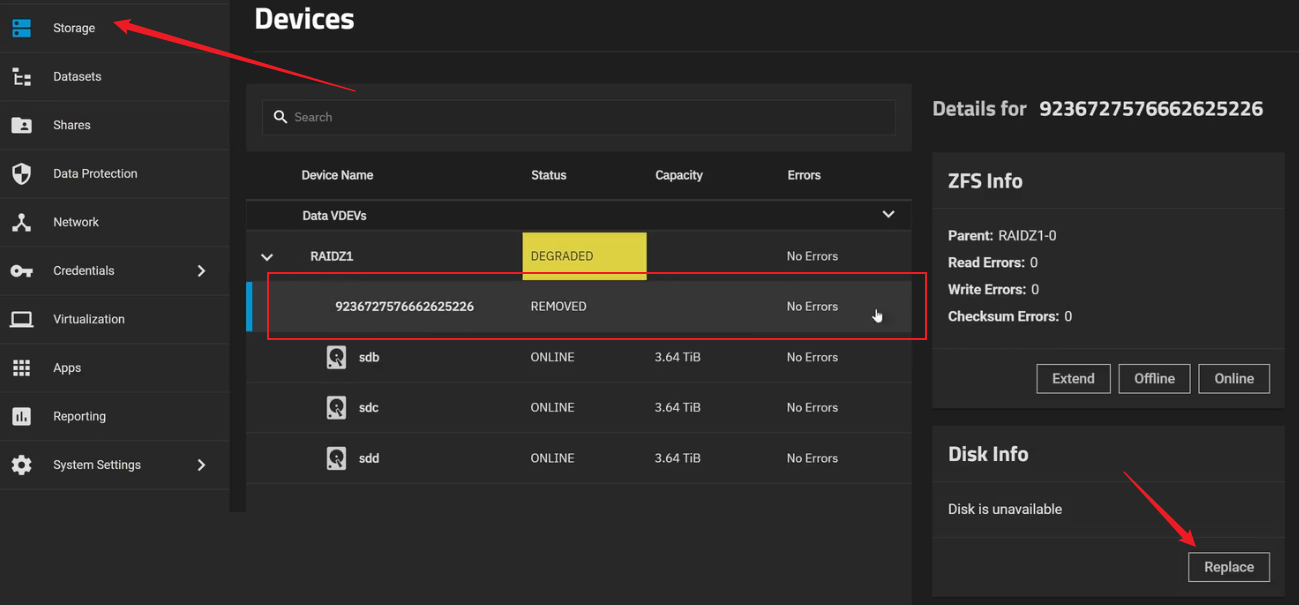 Storage
Datasets
Shares
Data Protection
Network
Credentials
Virtualization
Apps
Reporting
System Settings
Devices
Search
Device Name Status Capacity Errors
Data VDEVs
RAIDZ1 DEGRADED No Errors
9236727576662625226 REMOVED No Errors
sdb ONLINE 3.64 TiB No Errors
sdc ONLINE 3.64 TiB No Errors
sdd ONLINE 3.64 TiB No Errors
Details for 9236727576662625226
ZFS Info
Parent: RAIDZ1-0
Read Errors: 0
Write Errors: 0
Checksum Errors: 0
Extend Offline Online
Disk Info
Disk is unavailable
Replace